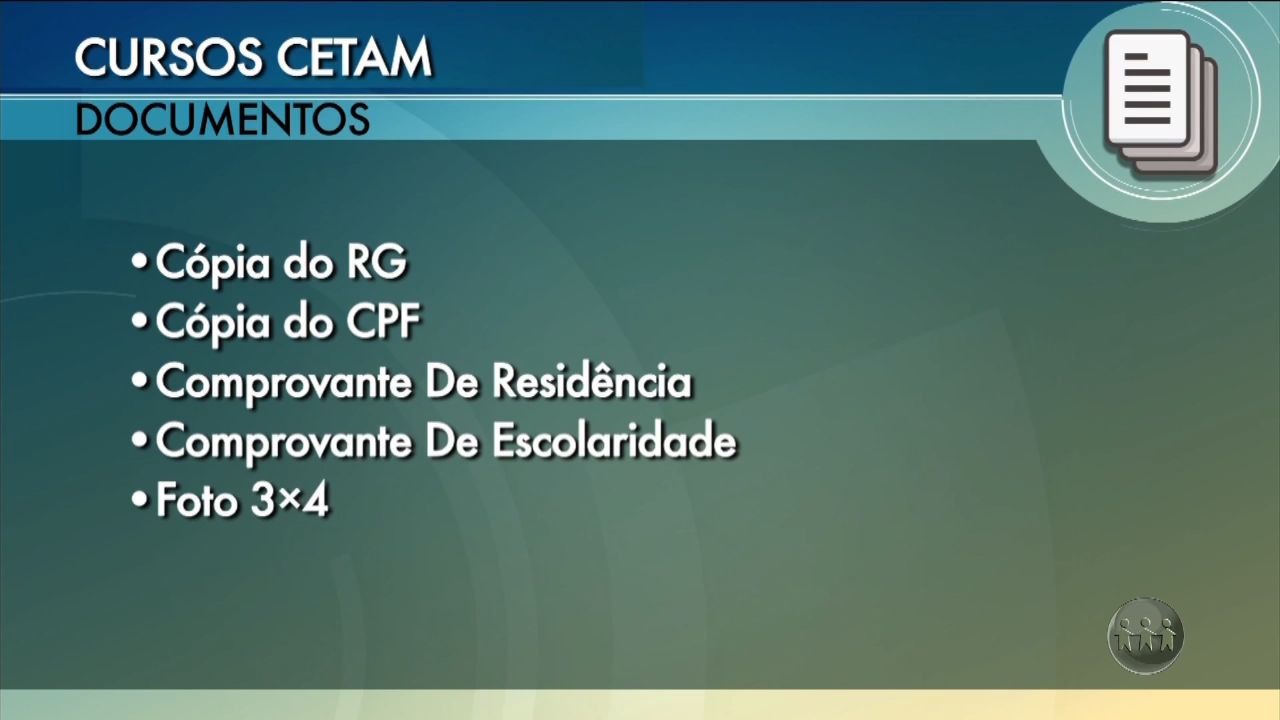 CURSOS CETAM
DOCUMENTOS
•Cópia do RG
•Cópia do CPF
•Comprovante De Residência
•Comprovante De Escolaridade
•Foto 3×4